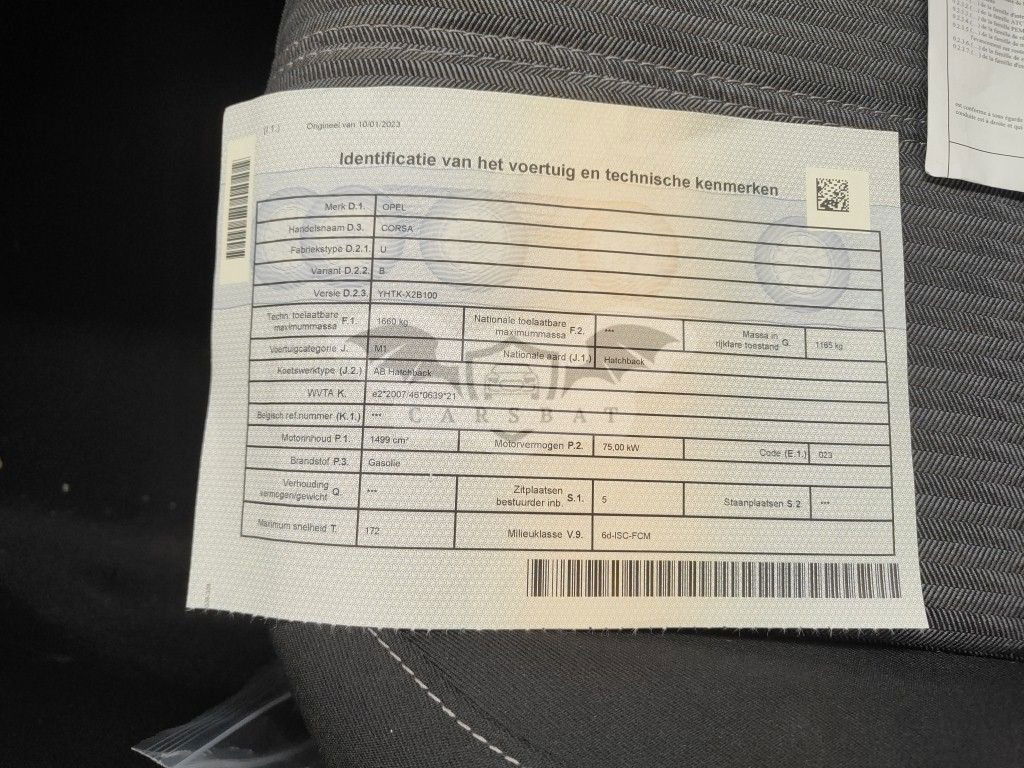 (I.1.) Origineel van 10/01/2023
Identificatie van het voertuig en technische kenmerken
Merk D.1. OPEL
Handelsnaam D.3. CORSA
Fabriekstype D.2.1. U
Variant D.2.2. B
Versie D.2.3. YHTK-X2B100
Techn. toelaatbare maximummassa F.1. 1660 kg Nationale toelaatbare maximummassa F.2. *** Massa in rijklare toestand G. 1165 kg
Voertuigcategorie J. M1 Nationale aard (J.1.) Hatchback
Koetswerktype (J.2.) AB Hatchback
WVTA K. e2*2007/46*0639*21
CARSBAT
Belgisch ref.nummer (K.1.) ***
Motorinhoud P.1. 1499 cm³ Motorvermogen P.2. 75,00 kW Code (E.1.) 023
Brandstof P.3. Gasolie
Verhouding vermogen/gewicht Q. *** Zitplaatsen bestuurder inb. S.1. 5 Staanplaatsen S.2 ***
Maximum snelheid T. 172 Milieuklasse V.9. 6d-ISC-FCM